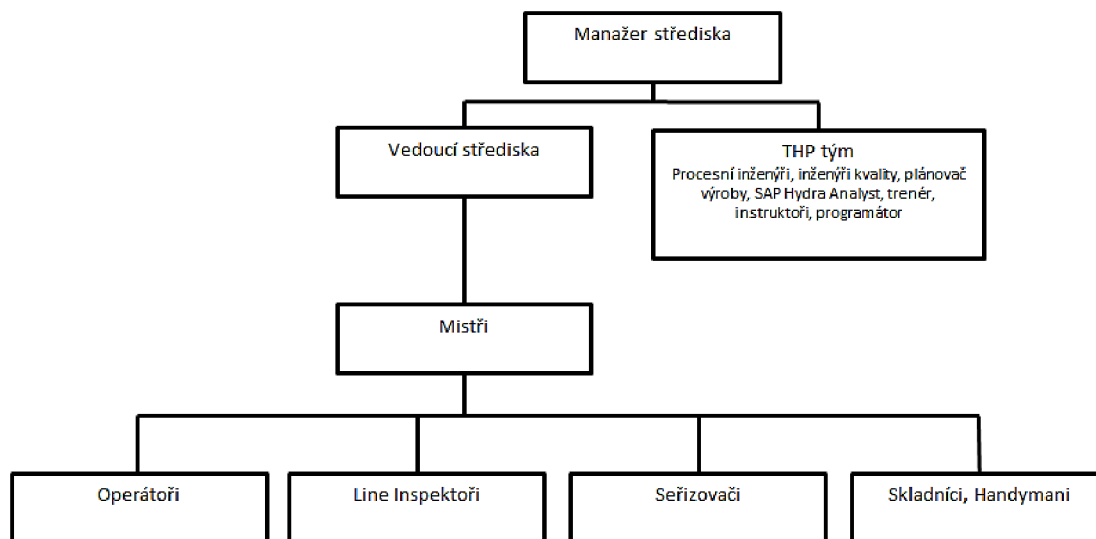 Manažer střediska
Vedoucí střediska
THP tým
Procesní inženýři, inženýři kvality, plánovač
výroby, SAP Hydra Analyst, trenér,
instruktoři, programátor
Mistři
Operátoři
Line Inspektoři
Seřizovači
Skladníci, Handymani